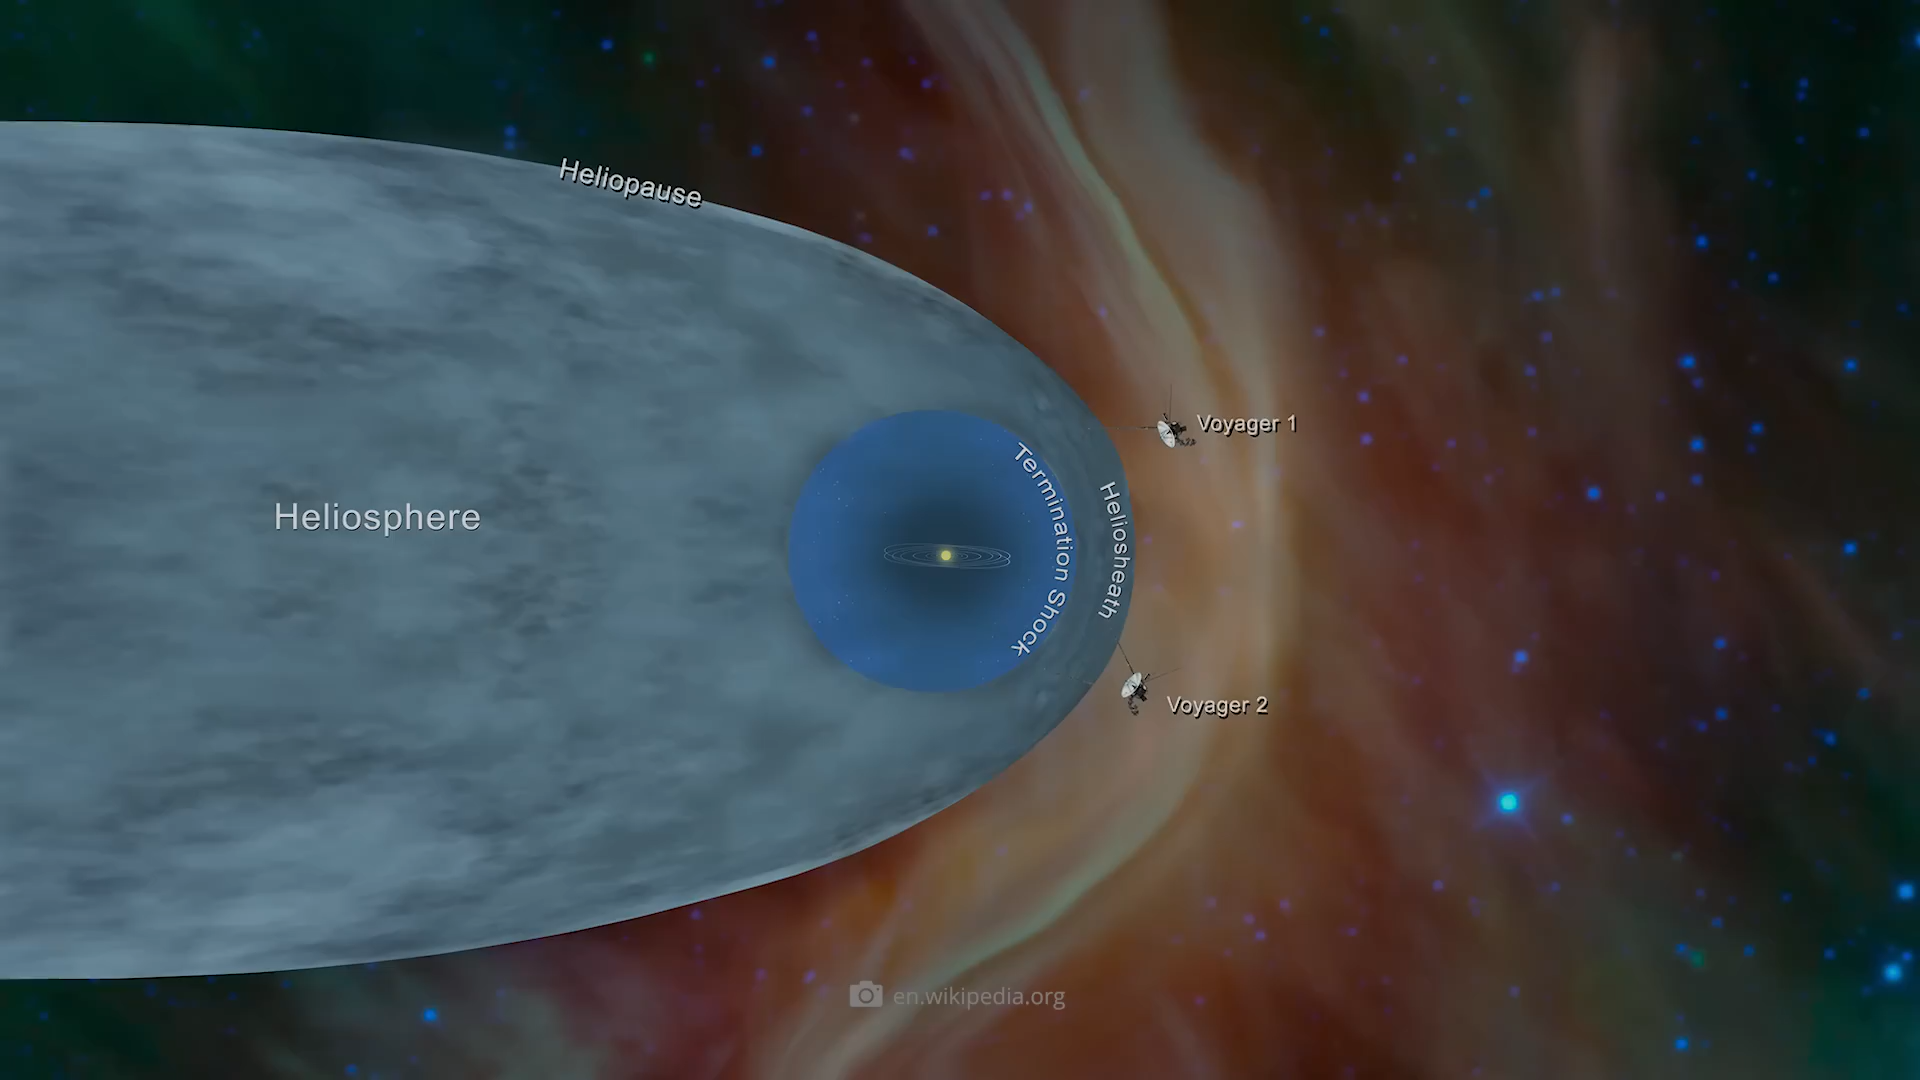 Heliopause
Voyager 1
Termination Shock
Heliosheath
Heliosphere
Voyager 2
en.wikipedia.org